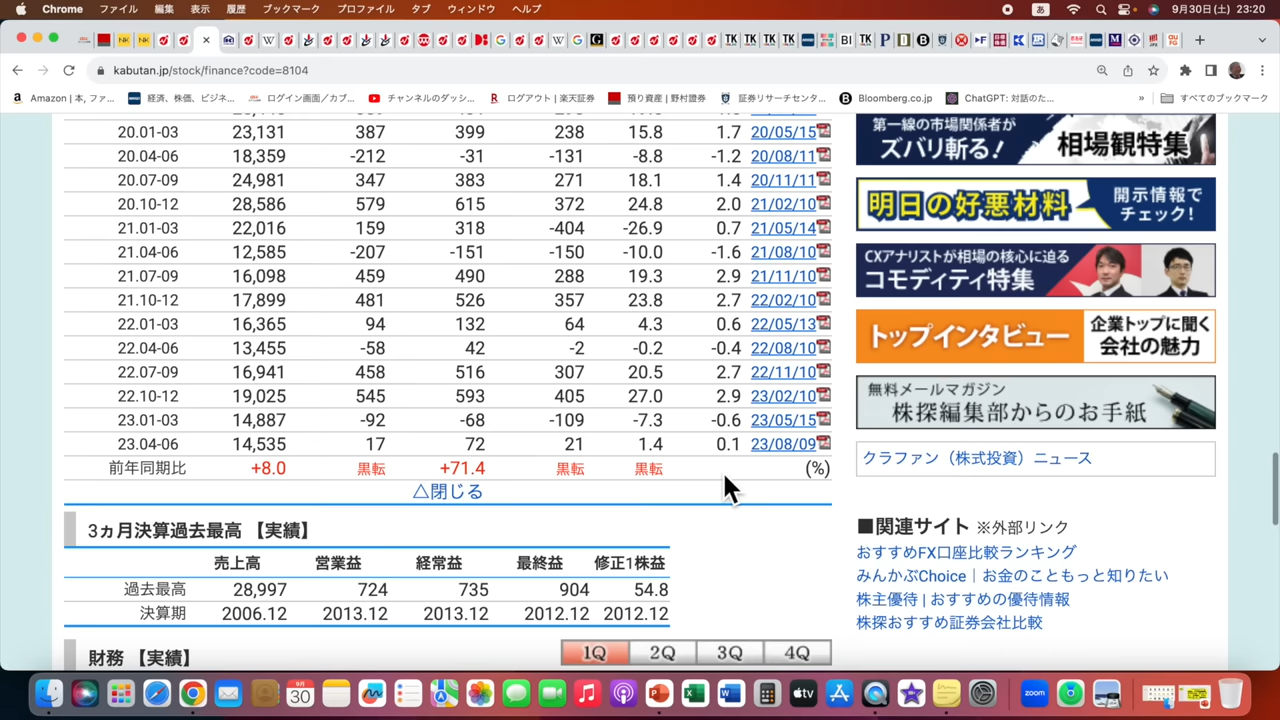 Chrome ファイル 編集 表示 履歴 ブックマーク プロファイル タブ ウィンドウ ヘルプ あ 9月30日(土) 23:20
kabutan.jp/stock/finance?code=8104
Amazon | 本, ファ... 経済、株価、ビジネ... ログイン画面／カブ... チャンネルのダッシ... ログアウト | 楽天証券 預り資産 | 野村證券 証券リサーチセンタ... Bloomberg.co.jp ChatGPT: 対話のた... » すべてのブックマーク
20.01-03 23,131 387 399 238 15.8 1.7 20/05/15
20.04-06 18,359 -212 -31 -131 -8.8 -1.2 20/08/11
20.07-09 24,981 347 383 271 18.1 1.4 20/11/11
20.10-12 28,586 579 615 372 24.8 2.0 21/02/10
21.01-03 22,016 159 318 -404 -26.9 0.7 21/05/14
21.04-06 12,585 -207 -151 -150 -10.0 -1.6 21/08/10
21.07-09 16,098 459 490 288 19.3 2.9 21/11/10
21.10-12 17,899 481 526 357 23.8 2.7 22/02/10
22.01-03 16,365 94 132 64 4.3 0.6 22/05/13
22.04-06 13,455 -58 42 -2 -0.2 -0.4 22/08/10
22.07-09 16,941 458 516 307 20.5 2.7 22/11/10
22.10-12 19,025 545 593 405 27.0 2.9 23/02/10
23.01-03 14,887 -92 -68 -109 -7.3 -0.6 23/05/15
23.04-06 14,535 17 72 21 1.4 0.1 23/08/09
前年同期比 +8.0 黒転 +71.4 黒転 黒転 (%)
△閉じる
3ヵ月決算過去最高 【実績】
売上高 営業益 経常益 最終益 修正1株益
過去最高 28,997 724 735 904 54.8
決算期 2006.12 2013.12 2013.12 2012.12 2012.12
財務 【実績】 1Q 2Q 3Q 4Q
第一線の市場関係者が
ズバリ斬る! 相場観特集
明日の好悪材料 開示情報で
チェック!
CXアナリストが相場の核心に迫る
コモディティ特集
トップインタビュー 企業トップに聞く
会社の魅力
無料メールマガジン
株探編集部からのお手紙
クラファン（株式投資）ニュース
■関連サイト ※外部リンク
おすすめFX口座比較ランキング
みんかぶChoice｜お金のこともっと知りたい
株主優待 | おすすめの優待情報
株探おすすめ証券会社比較
9月
30
tv
zoom